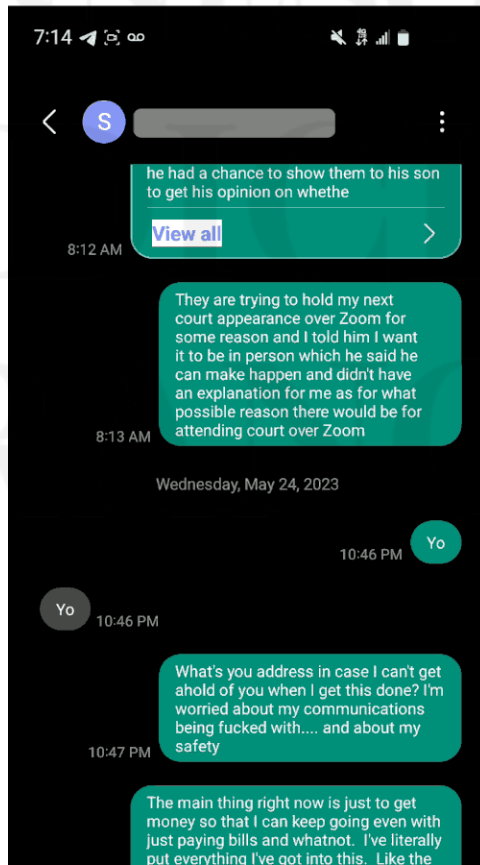 7:14
S
he had a chance to show them to his son
to get his opinion on whethe
View all
8:12 AM
They are trying to hold my next
court appearance over Zoom for
some reason and I told him I want
it to be in person which he said he
can make happen and didn't have
an explanation for me as for what
possible reason there would be for
attending court over Zoom
8:13 AM
Wednesday, May 24, 2023
Yo
10:46 PM
Yo
10:46 PM
What's you address in case I can't get
ahold of you when I get this done? I'm
worried about my communications
being fucked with.... and about my
safety
10:47 PM
The main thing right now is just to get
money so that I can keep going even with
just paying bills and whatnot.  I've literally
put everything I've got into this.  Like the